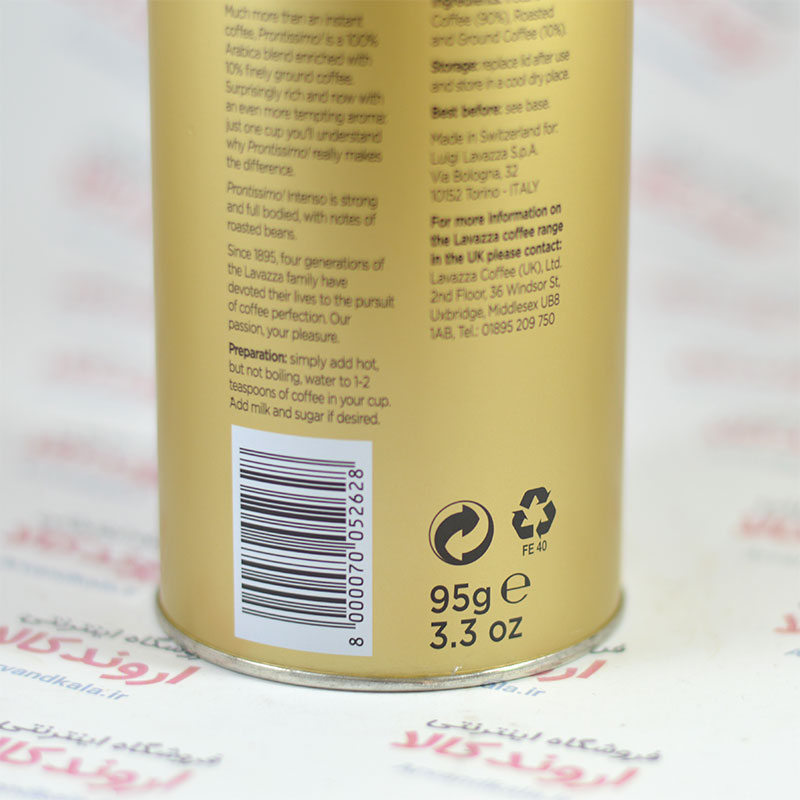 Much more than an instant
coffee, Prontissimo! is a 100%
Arabica blend enriched with
10% finely ground coffee.
Surprisingly rich and now with
an even more tempting aroma:
just one cup you'll understand
why Prontissimo! really makes
the difference.
Prontissimo! Intenso is strong
and full bodied, with notes of
roasted beans.
Since 1895, four generations of
the Lavazza family have
devoted their lives to the pursuit
of coffee perfection. Our
passion, your pleasure.
Preparation: simply add hot,
but not boiling, water to 1-2
teaspoons of coffee in your cup.
Add milk and sugar if desired.
8 000070 052628
Coffee (90%), Roasted
and Ground Coffee (10%).
Storage: replace lid after use
and store in a cool dry place.
Best before: see base.
Made in Switzerland for:
Luigi Lavazza S.p.A.
Via Bologna, 32
10152 Torino - ITALY
For more information on
the Lavazza coffee range
in the UK please contact:
Lavazza Coffee (UK), Ltd.
2nd Floor, 36 Windsor St,
Uxbridge, Middlesex UB8
1AB, Tel.: 01895 209 750
FE 40
95g e
3.3 oz
فروشگاه اینترنتی
اروند کالا
Arvandkala.ir
فروشگاه اینترنتی
اروند کالا
فروشگاه اینترنتی
اروند کالا